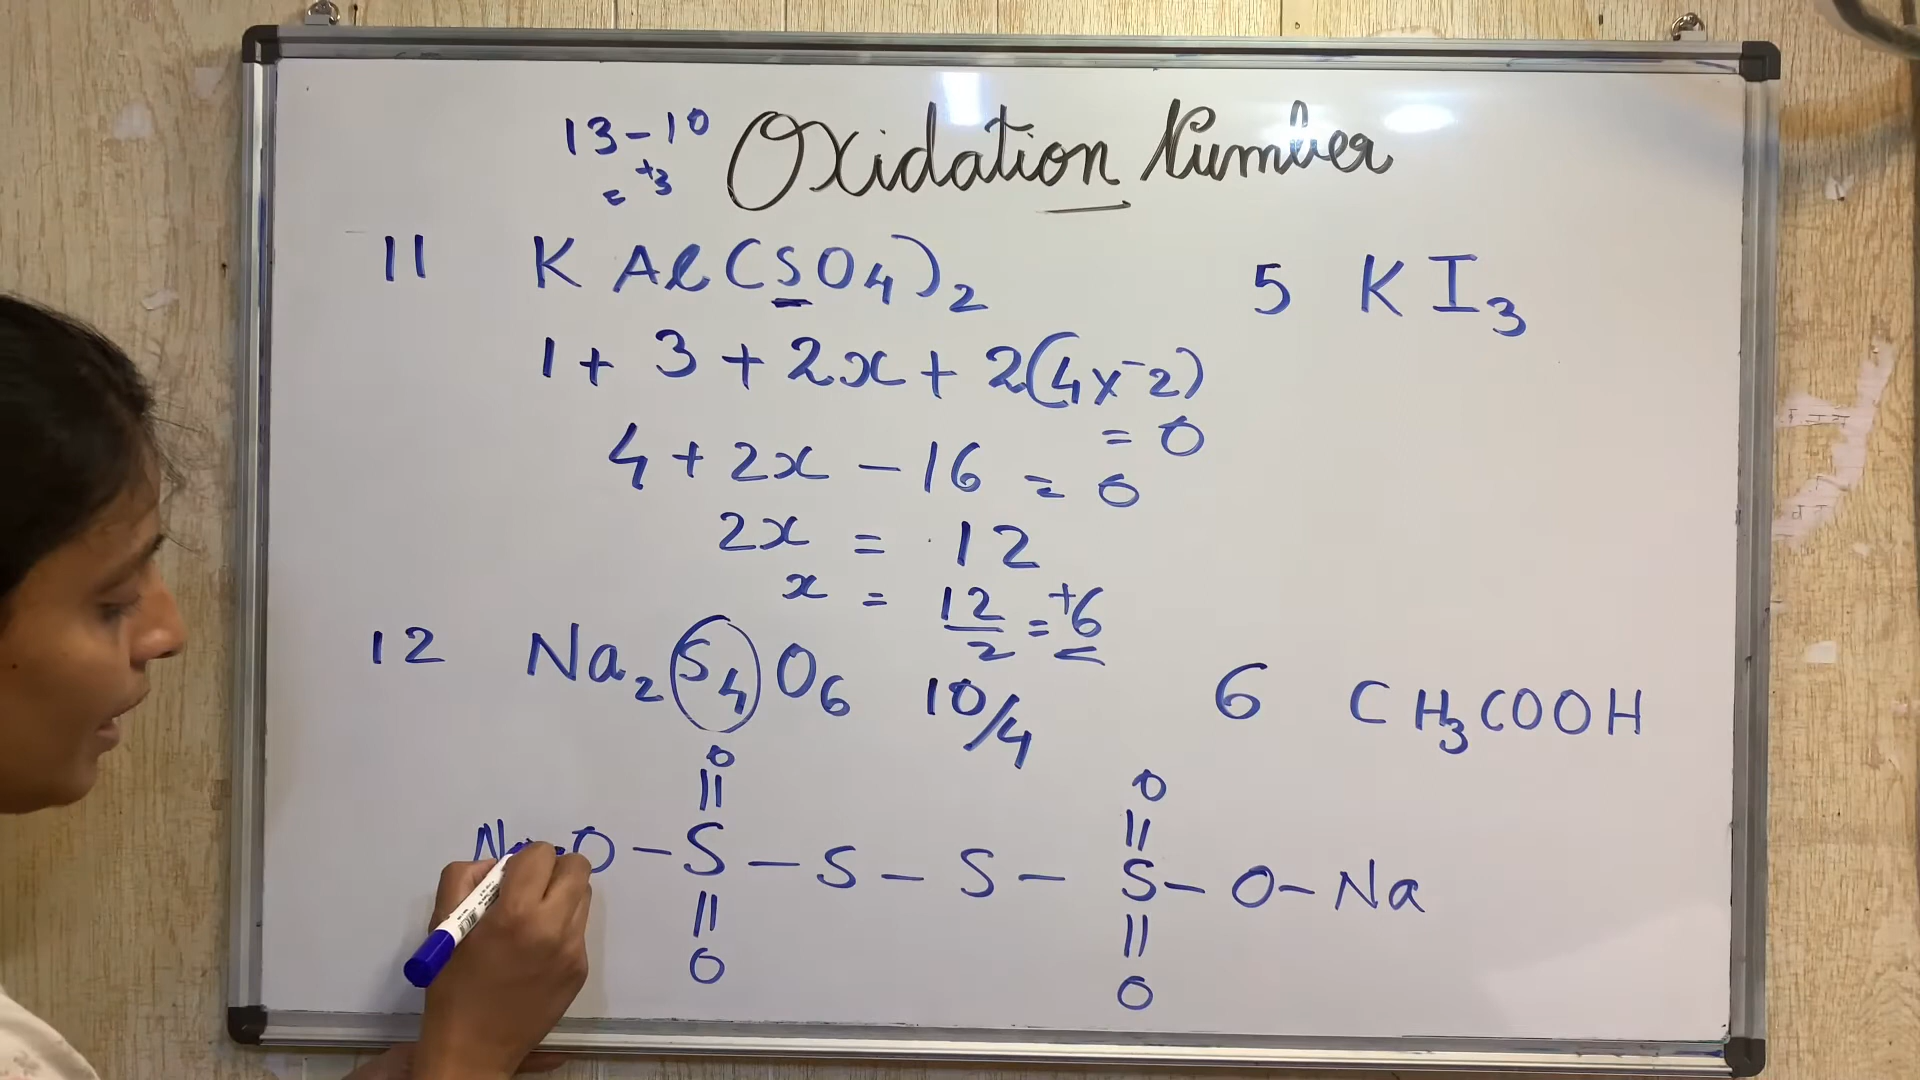 13-10
= +3
Oxidation Number
11 K Al(SO4)2
1 + 3 + 2x + 2(4x-2)
= 0
4 + 2x - 16 = 0
2x = 12
x = 12/2 = +6
12 Na2S4O6 10/4
O
||
Na-O-S-S-S-S-O-Na
||
O
O
||
||
O
5 KI3
6 CH3COOH